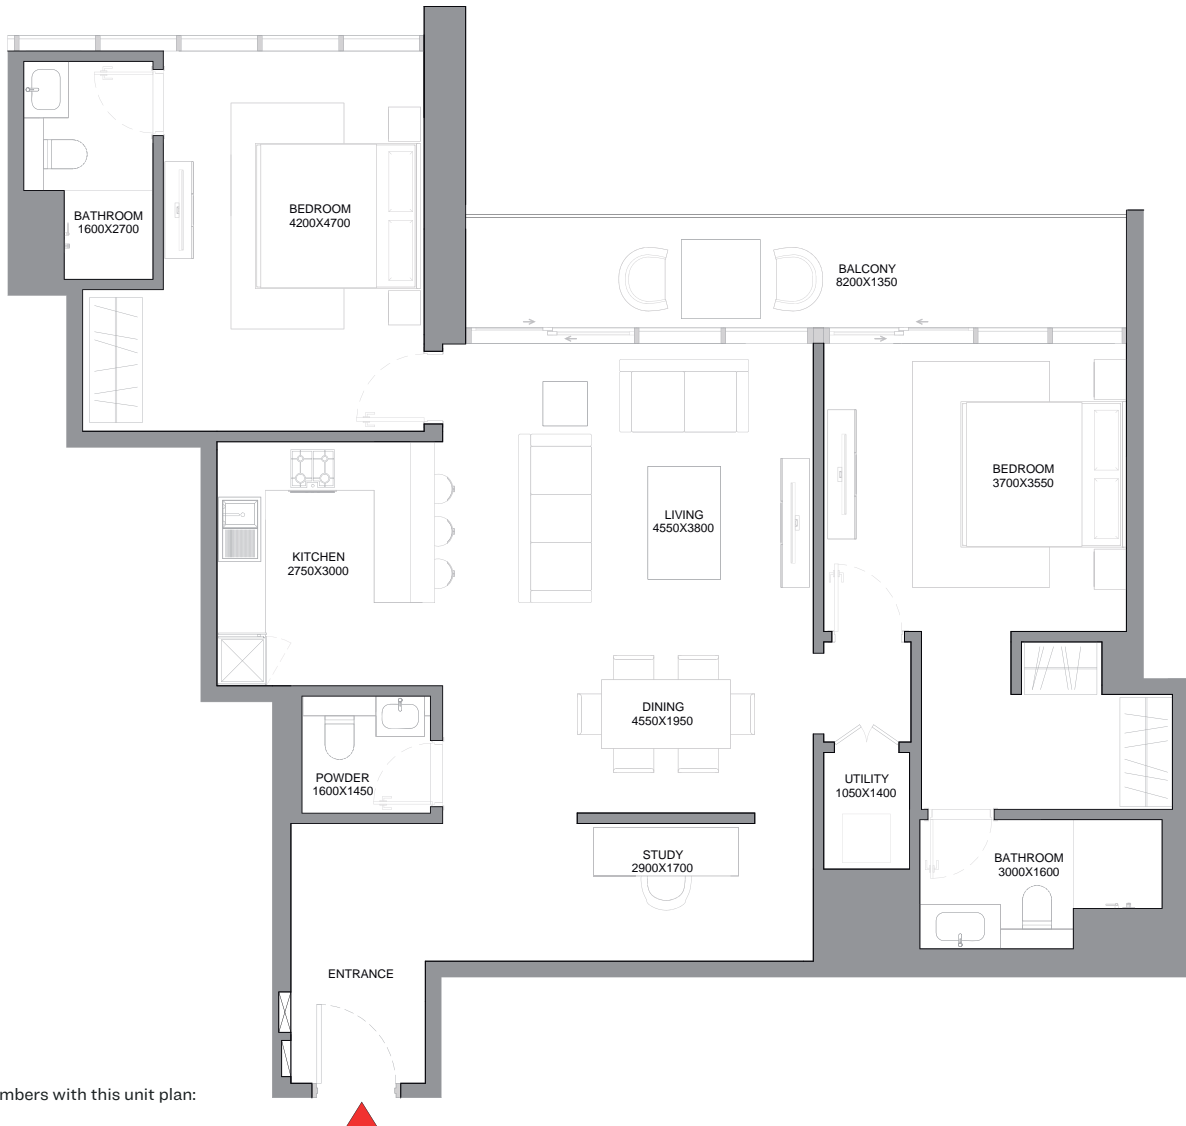 BATHROOM
1600X2700
BEDROOM
4200X4700
BALCONY
8200X1350
BEDROOM
3700X3550
LIVING
4550X3800
KITCHEN
2750X3000
DINING
4550X1950
POWDER
1600X1450
UTILITY
1050X1400
STUDY
2900X1700
BATHROOM
3000X1600
ENTRANCE
mbers with this unit plan: